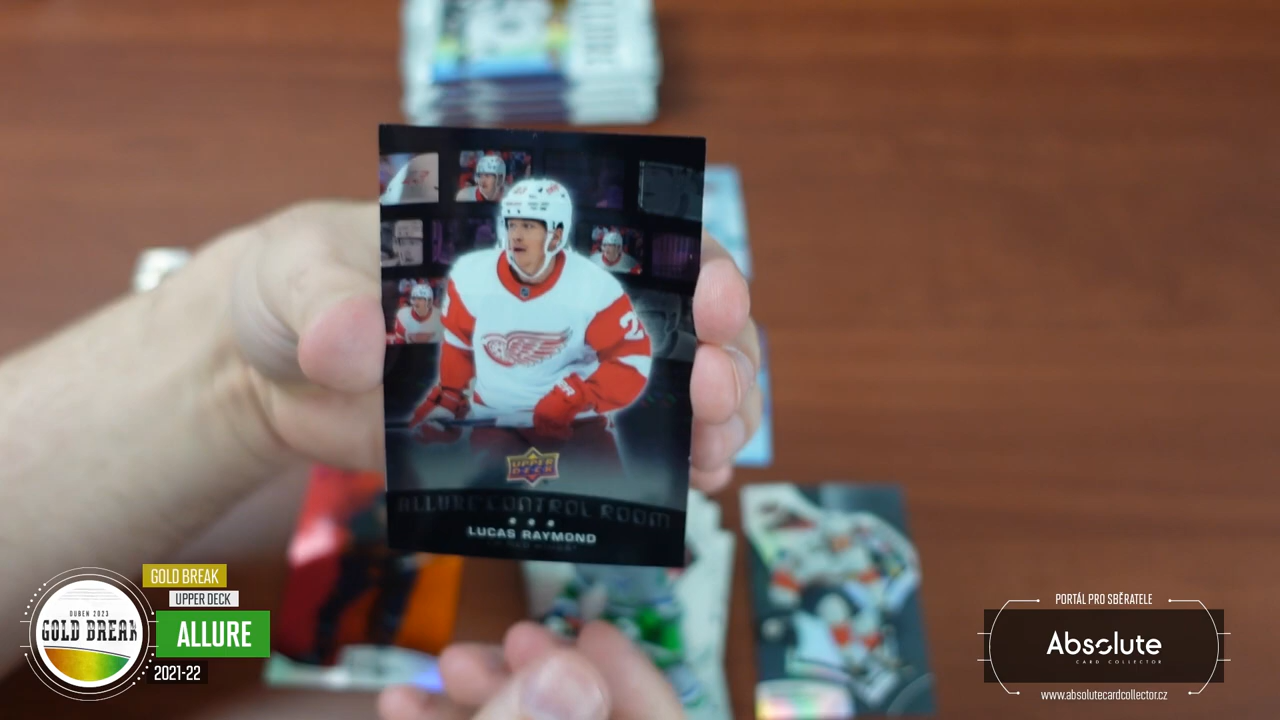 UPPER
DECK
ALLURE CONTROL ROOM
LUCAS RAYMOND
GOLD BREAK
UPPER DECK
DUBEN 2023
GOLD BREAK
ALLURE
2021-22
PORTÁL PRO SBĚRATELE
Absolute
CARD COLLECTOR
www.absolutecardcollector.cz